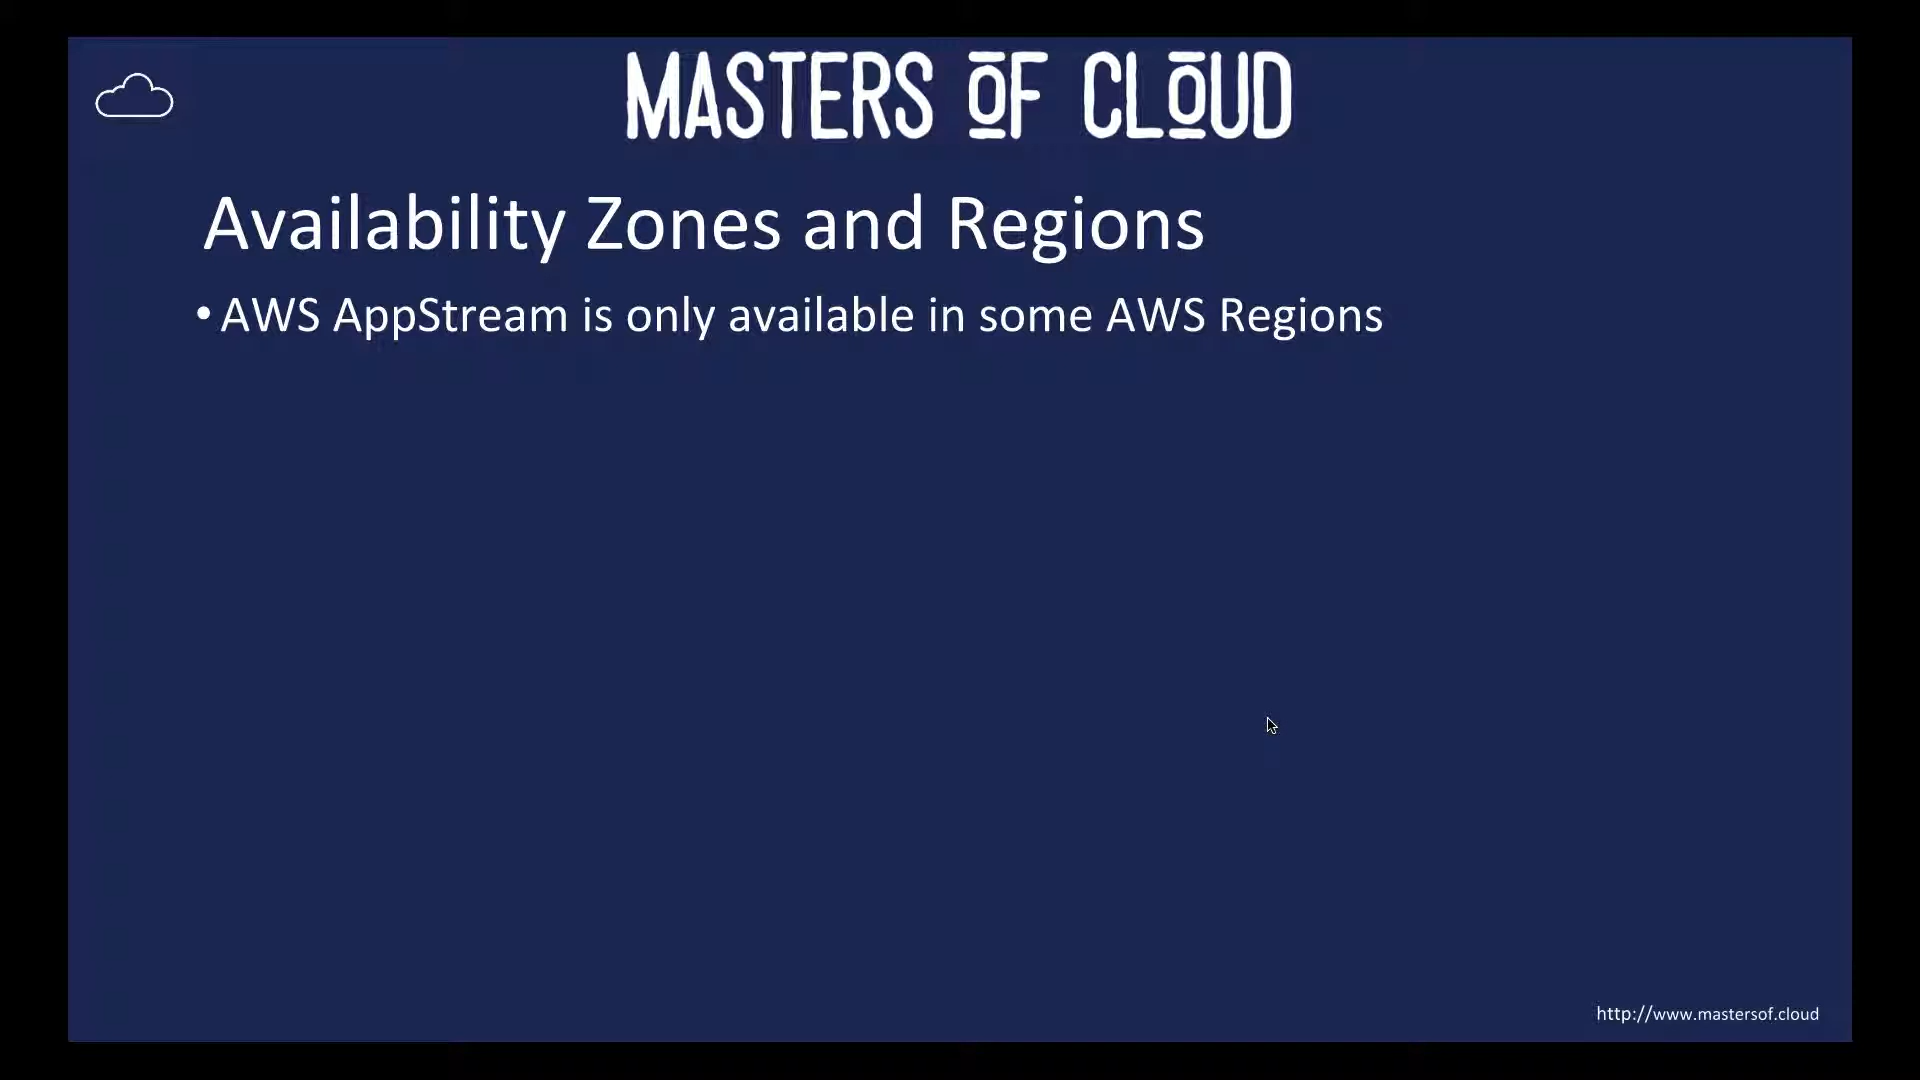 MASTERS OF CLOUD
Availability Zones and Regions
• AWS AppStream is only available in some AWS Regions
http://www.mastersof.cloud